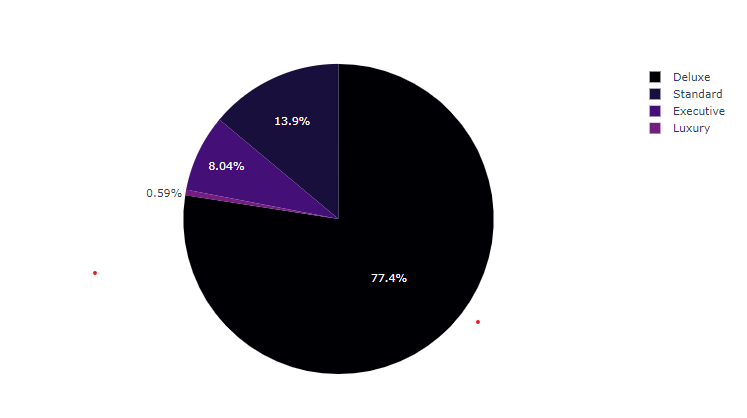 Deluxe
Standard
Executive
Luxury
13.9%
8.04%
0.59%
77.4%